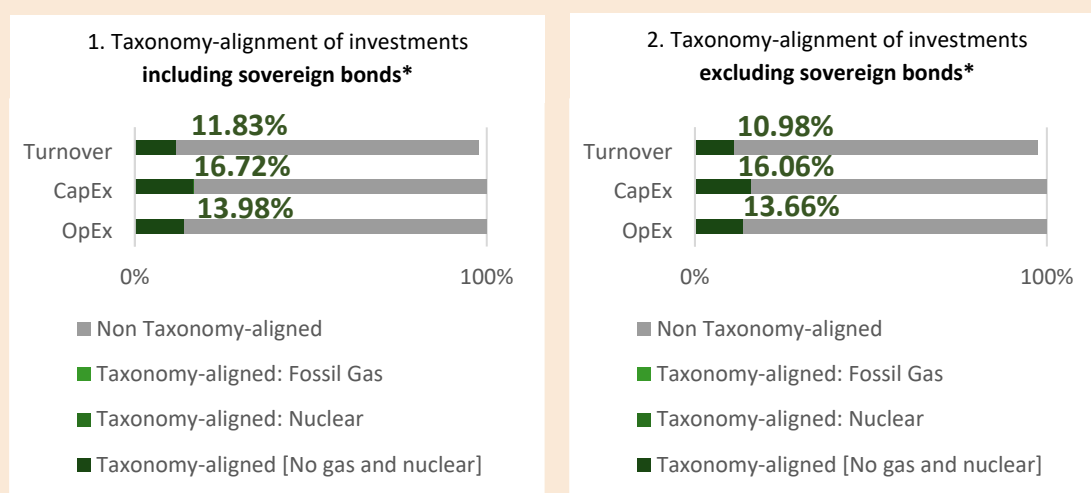 1. Taxonomy-alignment of investments
including sovereign bonds*
11.83%
Turnover
16.72%
CapEx
13.98%
OpEx
0%
100%
Non Taxonomy-aligned
Taxonomy-aligned: Fossil Gas
Taxonomy-aligned: Nuclear
Taxonomy-aligned [No gas and nuclear]
2. Taxonomy-alignment of investments
excluding sovereign bonds*
10.98%
Turnover
16.06%
CapEx
13.66%
OpEx
0%
100%
Non Taxonomy-aligned
Taxonomy-aligned: Fossil Gas
Taxonomy-aligned: Nuclear
Taxonomy-aligned [No gas and nuclear]